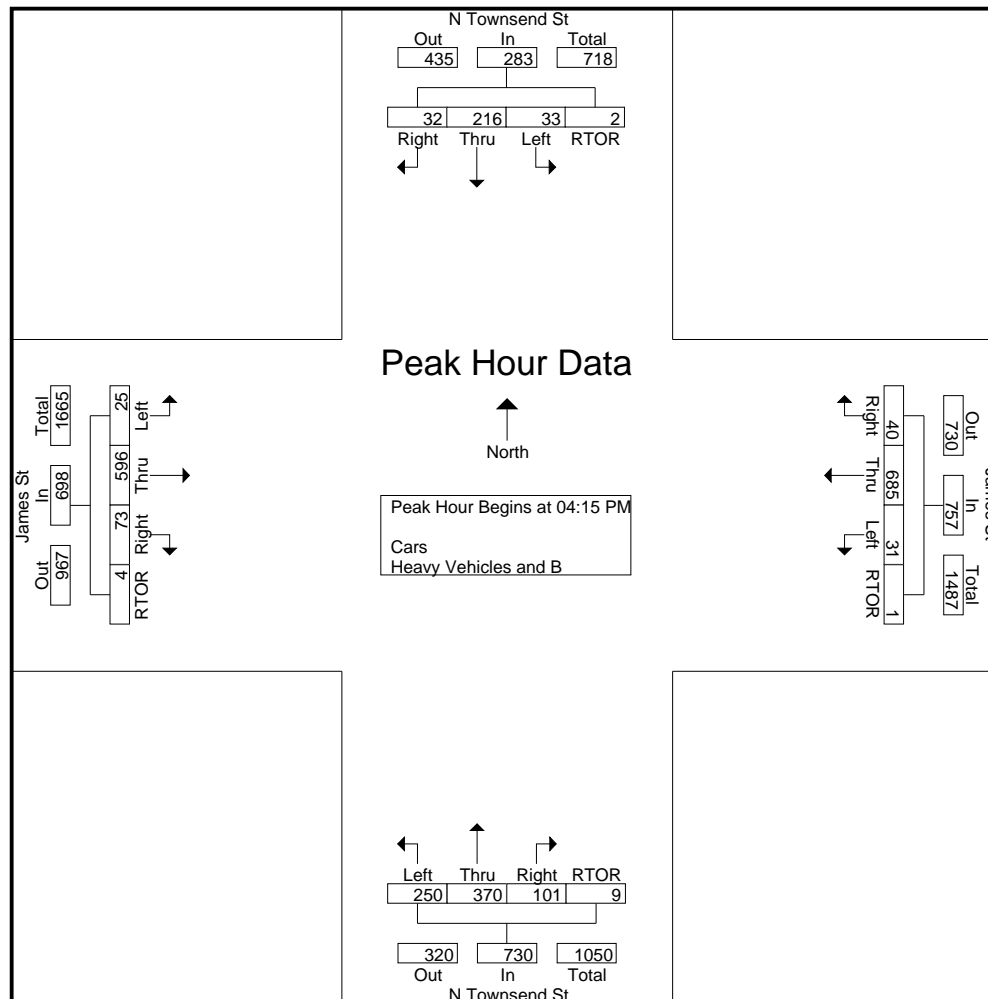 N Townsend St
Out In Total
435 283 718
32 216 33 2
Right Thru Left RTOR
Peak Hour Data
North
Peak Hour Begins at 04:15 PM
Cars
Heavy Vehicles and B
James St
Total In Out
1665 698 967
25 596 73 4
Left Thru Right RTOR
Right Thru Left RTOR
40 685 31 1
Out In Total
730 757 1487
James St
Left Thru Right RTOR
250 370 101 9
320 730 1050
Out In Total
N Townsend St